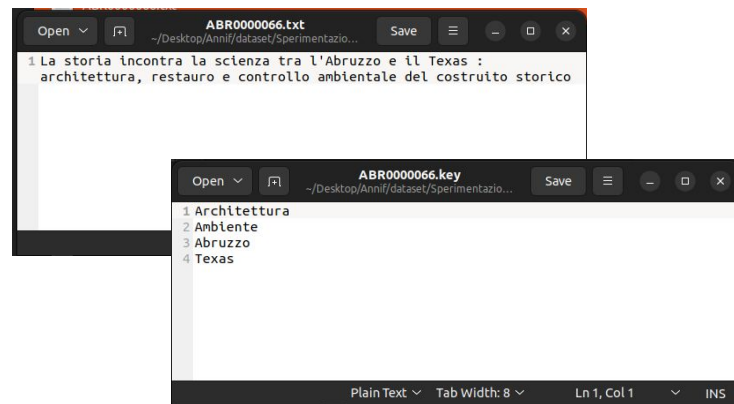 Open
ABR0000066.txt
~/Desktop/Annif/dataset/Sperimentazio...
Save
1 La storia incontra la scienza tra l'Abruzzo e il Texas :
architettura, restauro e controllo ambientale del costruito storico
Open
ABR0000066.key
~/Desktop/Annif/dataset/Sperimentazio...
Save
1 Architettura
2 Ambiente
3 Abruzzo
4 Texas
Plain Text Tab Width: 8 Ln 1, Col 1 INS